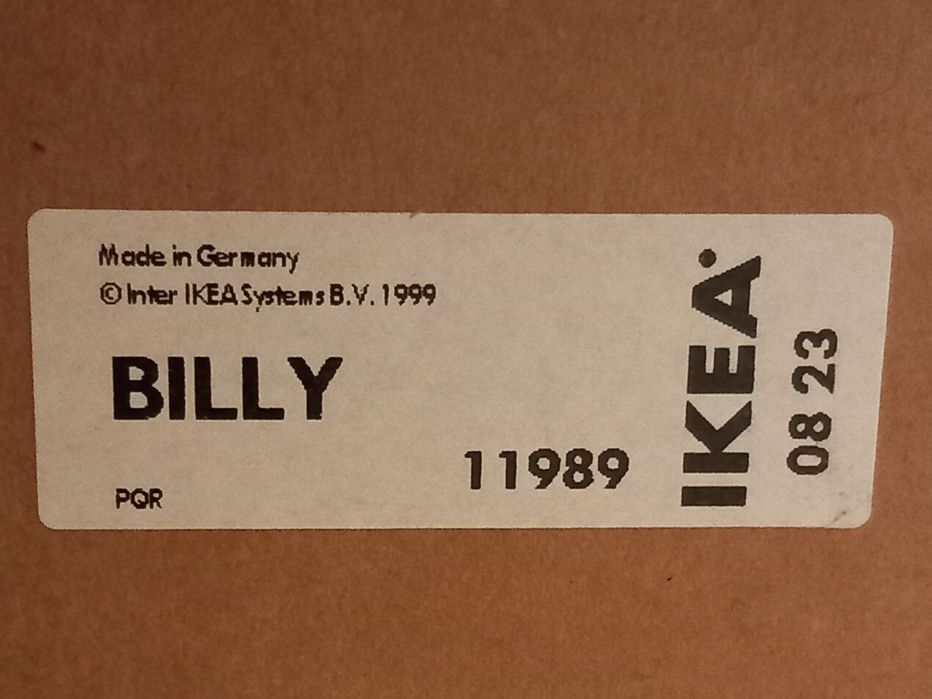 Made in Germany
© Inter IKEA Systems B.V. 1999
BILLY
PQR
11989
IKEA
08 23